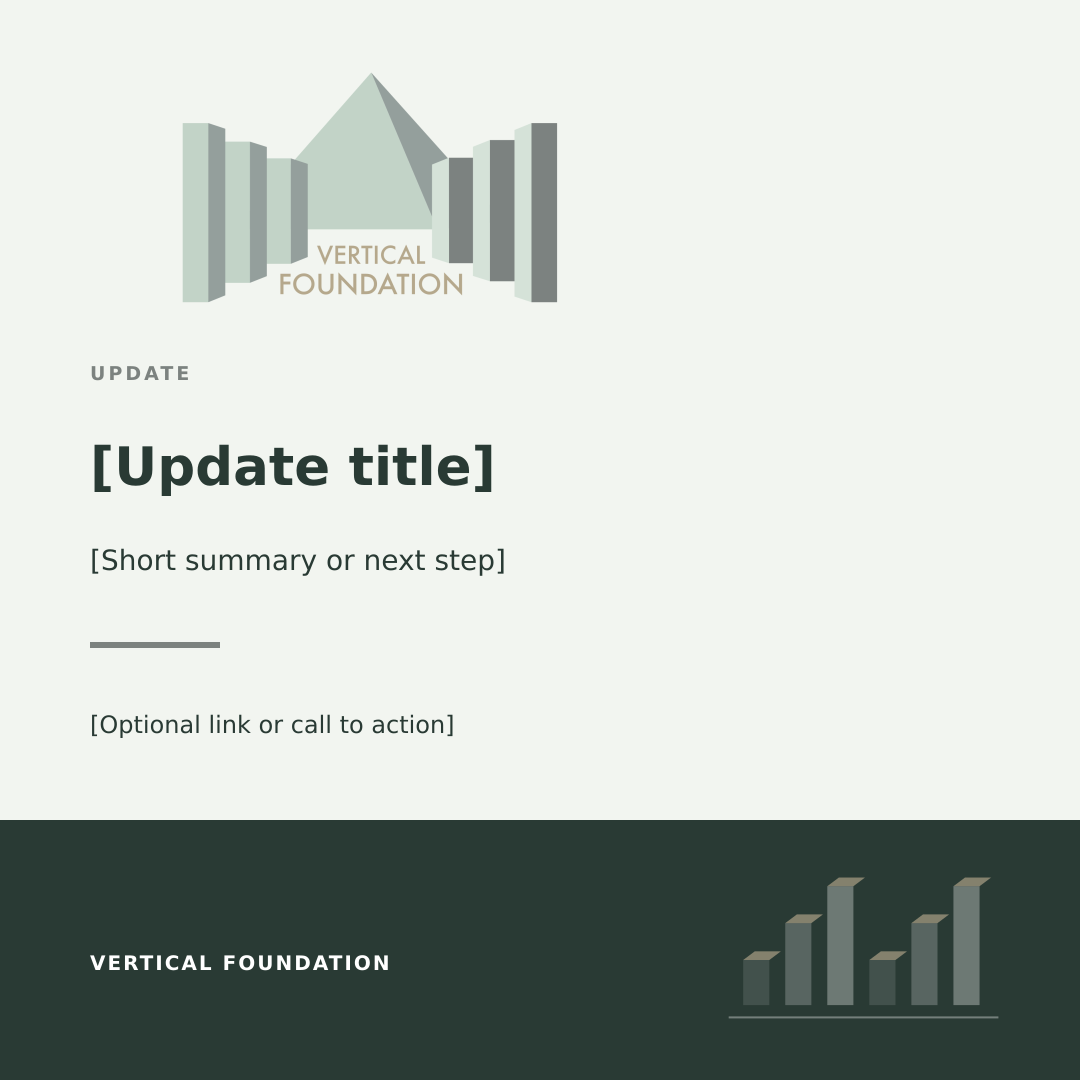 VERTICAL
FOUNDATION
UPDATE
[Update title]
[Short summary or next step]
[Optional link or call to action]
VERTICAL FOUNDATION